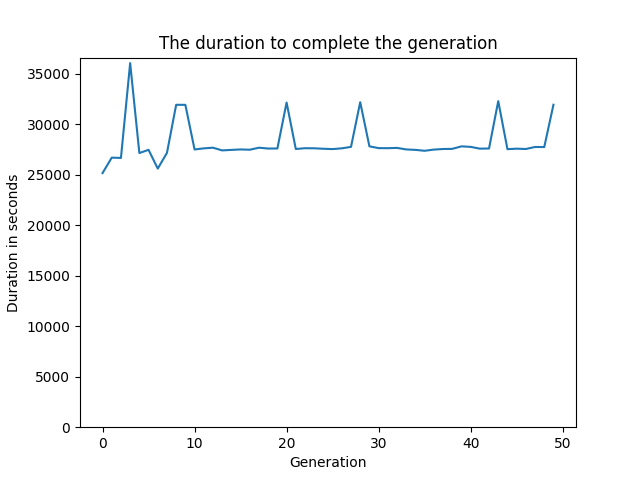 The duration to complete the generation
35000
30000
25000
20000
15000
10000
5000
0
Duration in seconds
0 10 20 30 40 50
Generation